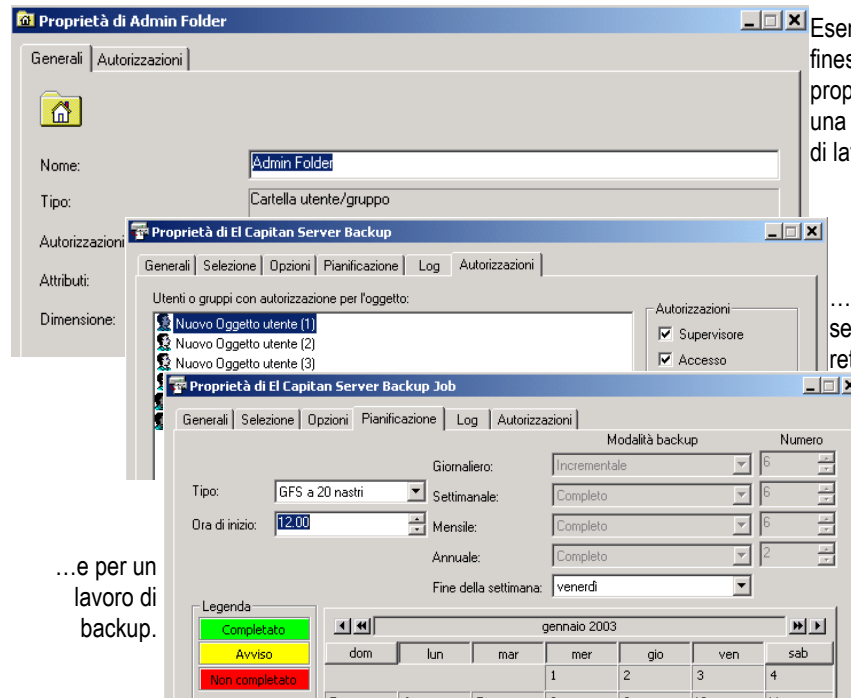 Proprietà di Admin Folder
Generali Autorizzazioni
Nome: Admin Folder
Tipo: Cartella utente/gruppo
Autorizzazioni
Attributi:
Dimensione:
una
Proprietà di El Capitan Server Backup
Generali Selezione Opzioni Pianificazione Log Autorizzazioni
Utenti o gruppi con autorizzazione per l'oggetto:
Nuovo Oggetto utente (1)
Nuovo Oggetto utente (2)
Nuovo Oggetto utente (3)
Autorizzazioni
Supervisore
Accesso
…
Proprietà di El Capitan Server Backup Job
Generali Selezione Opzioni Pianificazione Log Autorizzazioni
Modalità backup Numero
Tipo: GFS a 20 nastri
Ora di inizio: 12.00
Giornaliero: Incrementale 6
Settimanale: Completo 6
Mensile: Completo 6
Annuale: Completo 2
Fine della settimana: venerdì
Legenda
Completato
Avviso
Non completato
gennaio 2003
dom lun mar mer gio ven sab
1 2 3 4
…e per un
lavoro di
backup.